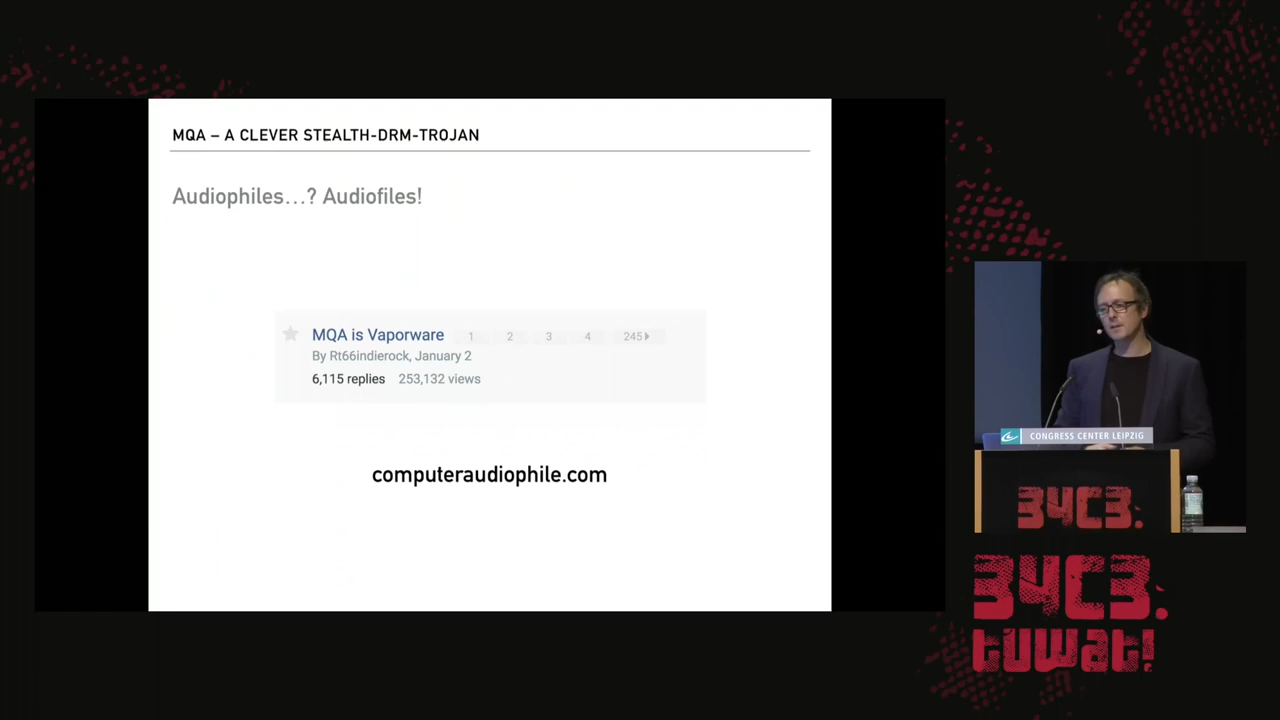 MQA – A CLEVER STEALTH-DRM-TROJAN
Audiophiles…? Audiofiles!
MQA is Vaporware 1 2 3 4 245
By Rt66indierock, January 2
6,115 replies 253,132 views
computeraudiophile.com
CONGRESS CENTER LEIPZIG
34C3.
34C3.
tuwat!